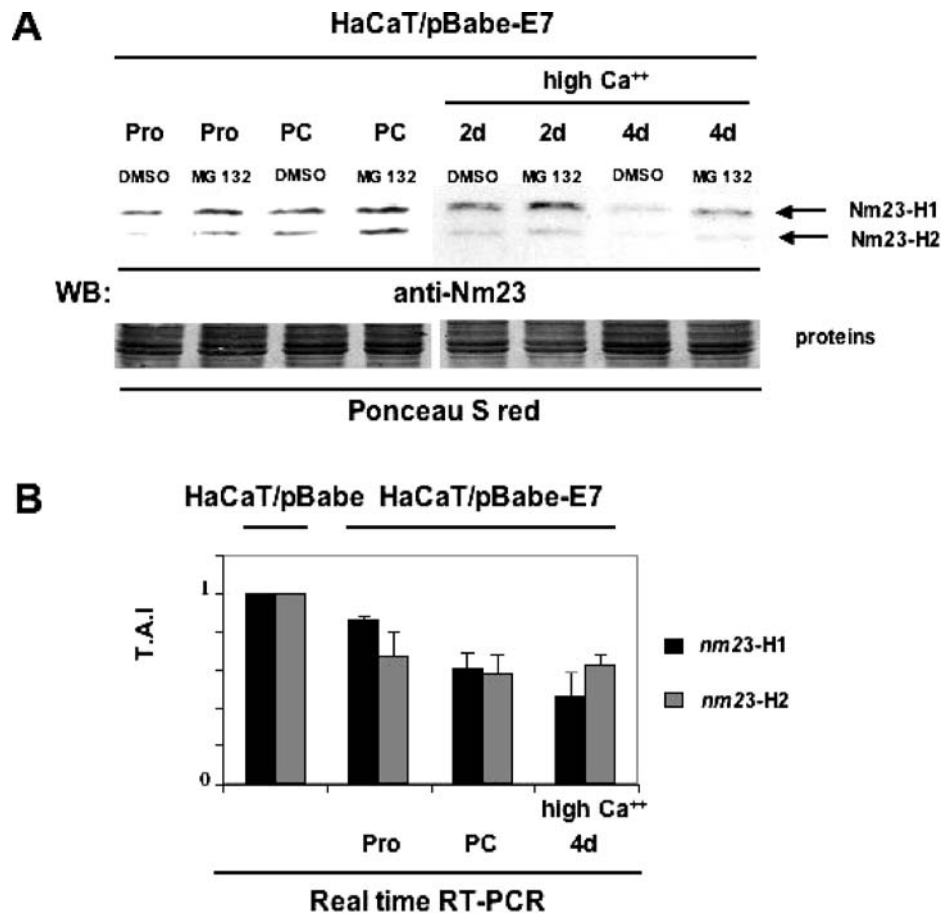 A
HaCaT/pBabe-E7
high Ca++
Pro Pro PC PC 2d 2d 4d 4d
DMSO MG 132 DMSO MG 132 DMSO MG 132 DMSO MG 132
Nm23-H1
Nm23-H2
WB: anti-Nm23
proteins
Ponceau S red
B
HaCaT/pBabe HaCaT/pBabe-E7
T.A.I
1
0
nm23-H1
nm23-H2
high Ca++
Pro PC 4d
Real time RT-PCR